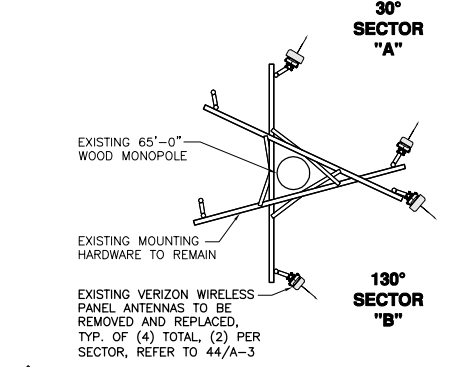 30°
SECTOR
"A"
EXISTING 65'-0"
WOOD MONOPOLE
EXISTING MOUNTING
HARDWARE TO REMAIN
EXISTING VERIZON WIRELESS
PANEL ANTENNAS TO BE
REMOVED AND REPLACED,
TYP. OF (4) TOTAL, (2) PER
SECTOR, REFER TO 44/A-3
130°
SECTOR
"B"